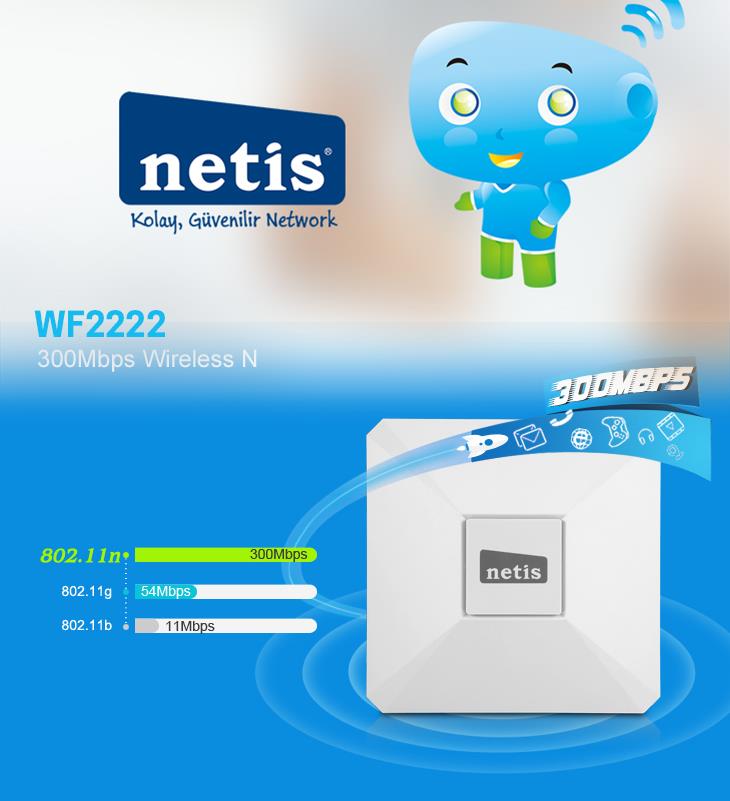 netis®
Kolay, Güvenilir Network
WF2222
300Mbps Wireless N
300MBPS
netis
802.11n 300Mbps
802.11g 54Mbps
802.11b 11Mbps